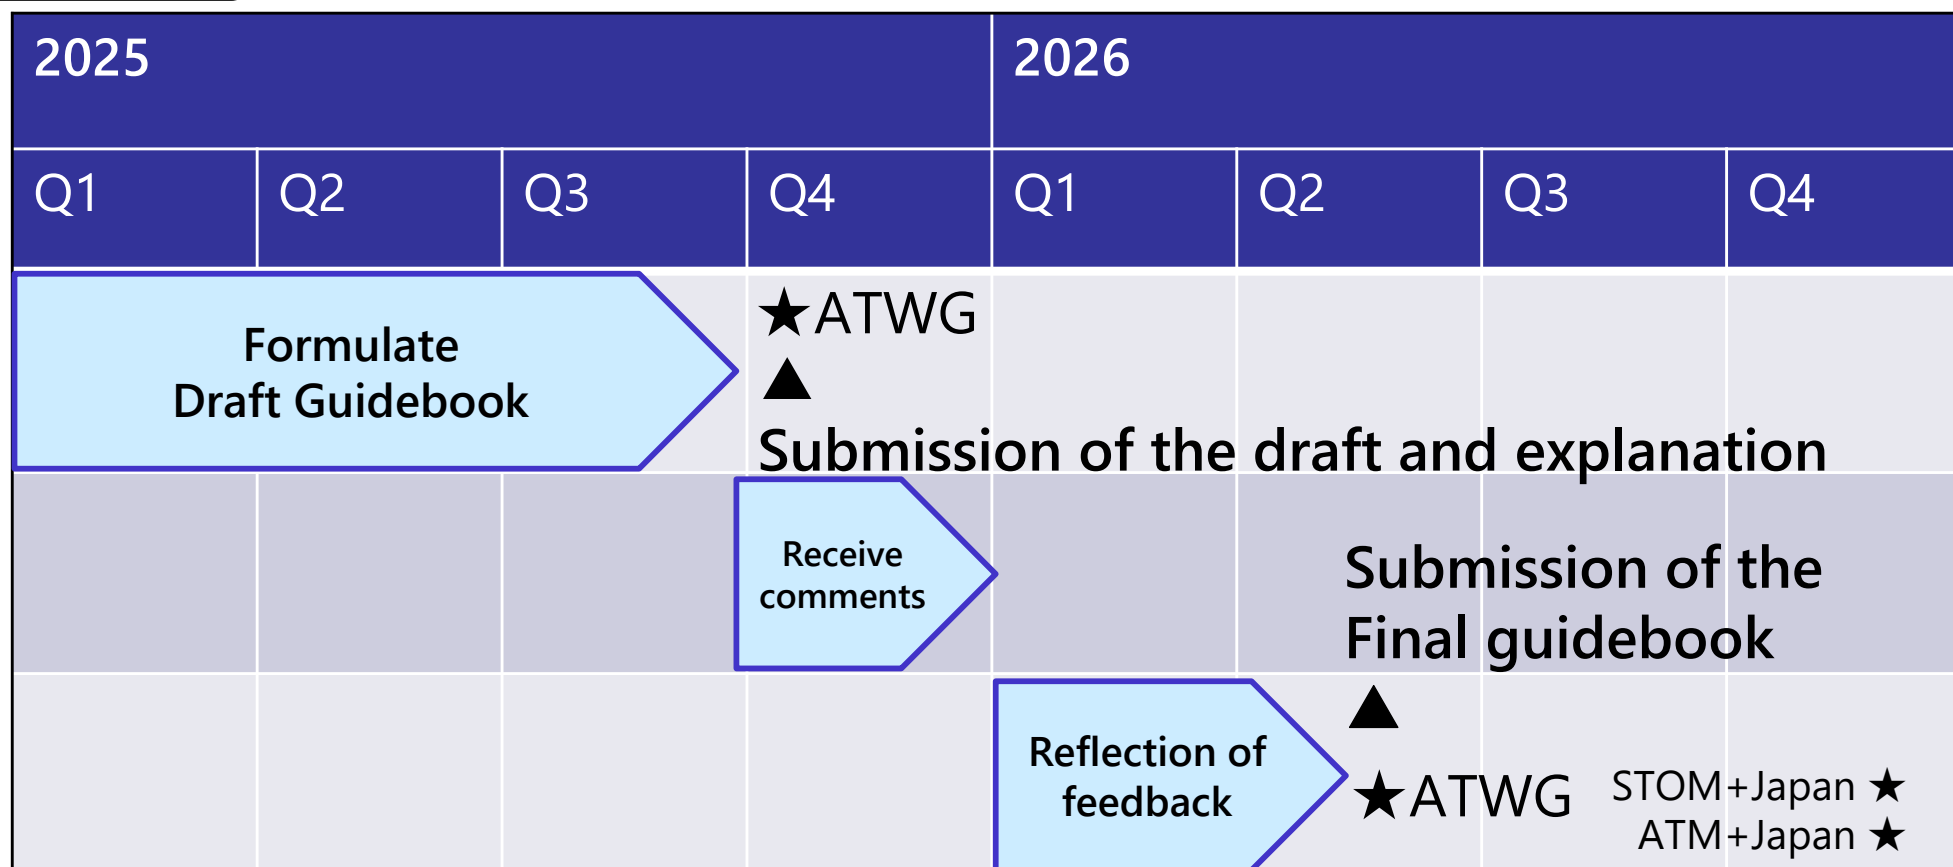 2025
2026
Q1
Q2
Q3
Q4
Q1
Q2
Q3
Q4
Formulate
Draft Guidebook
★ATWG
▲
Submission of the draft and explanation
Receive
comments
Submission of the
Final guidebook
▲
Reflection of
feedback
★ATWG
STOM+Japan ★
ATM+Japan ★